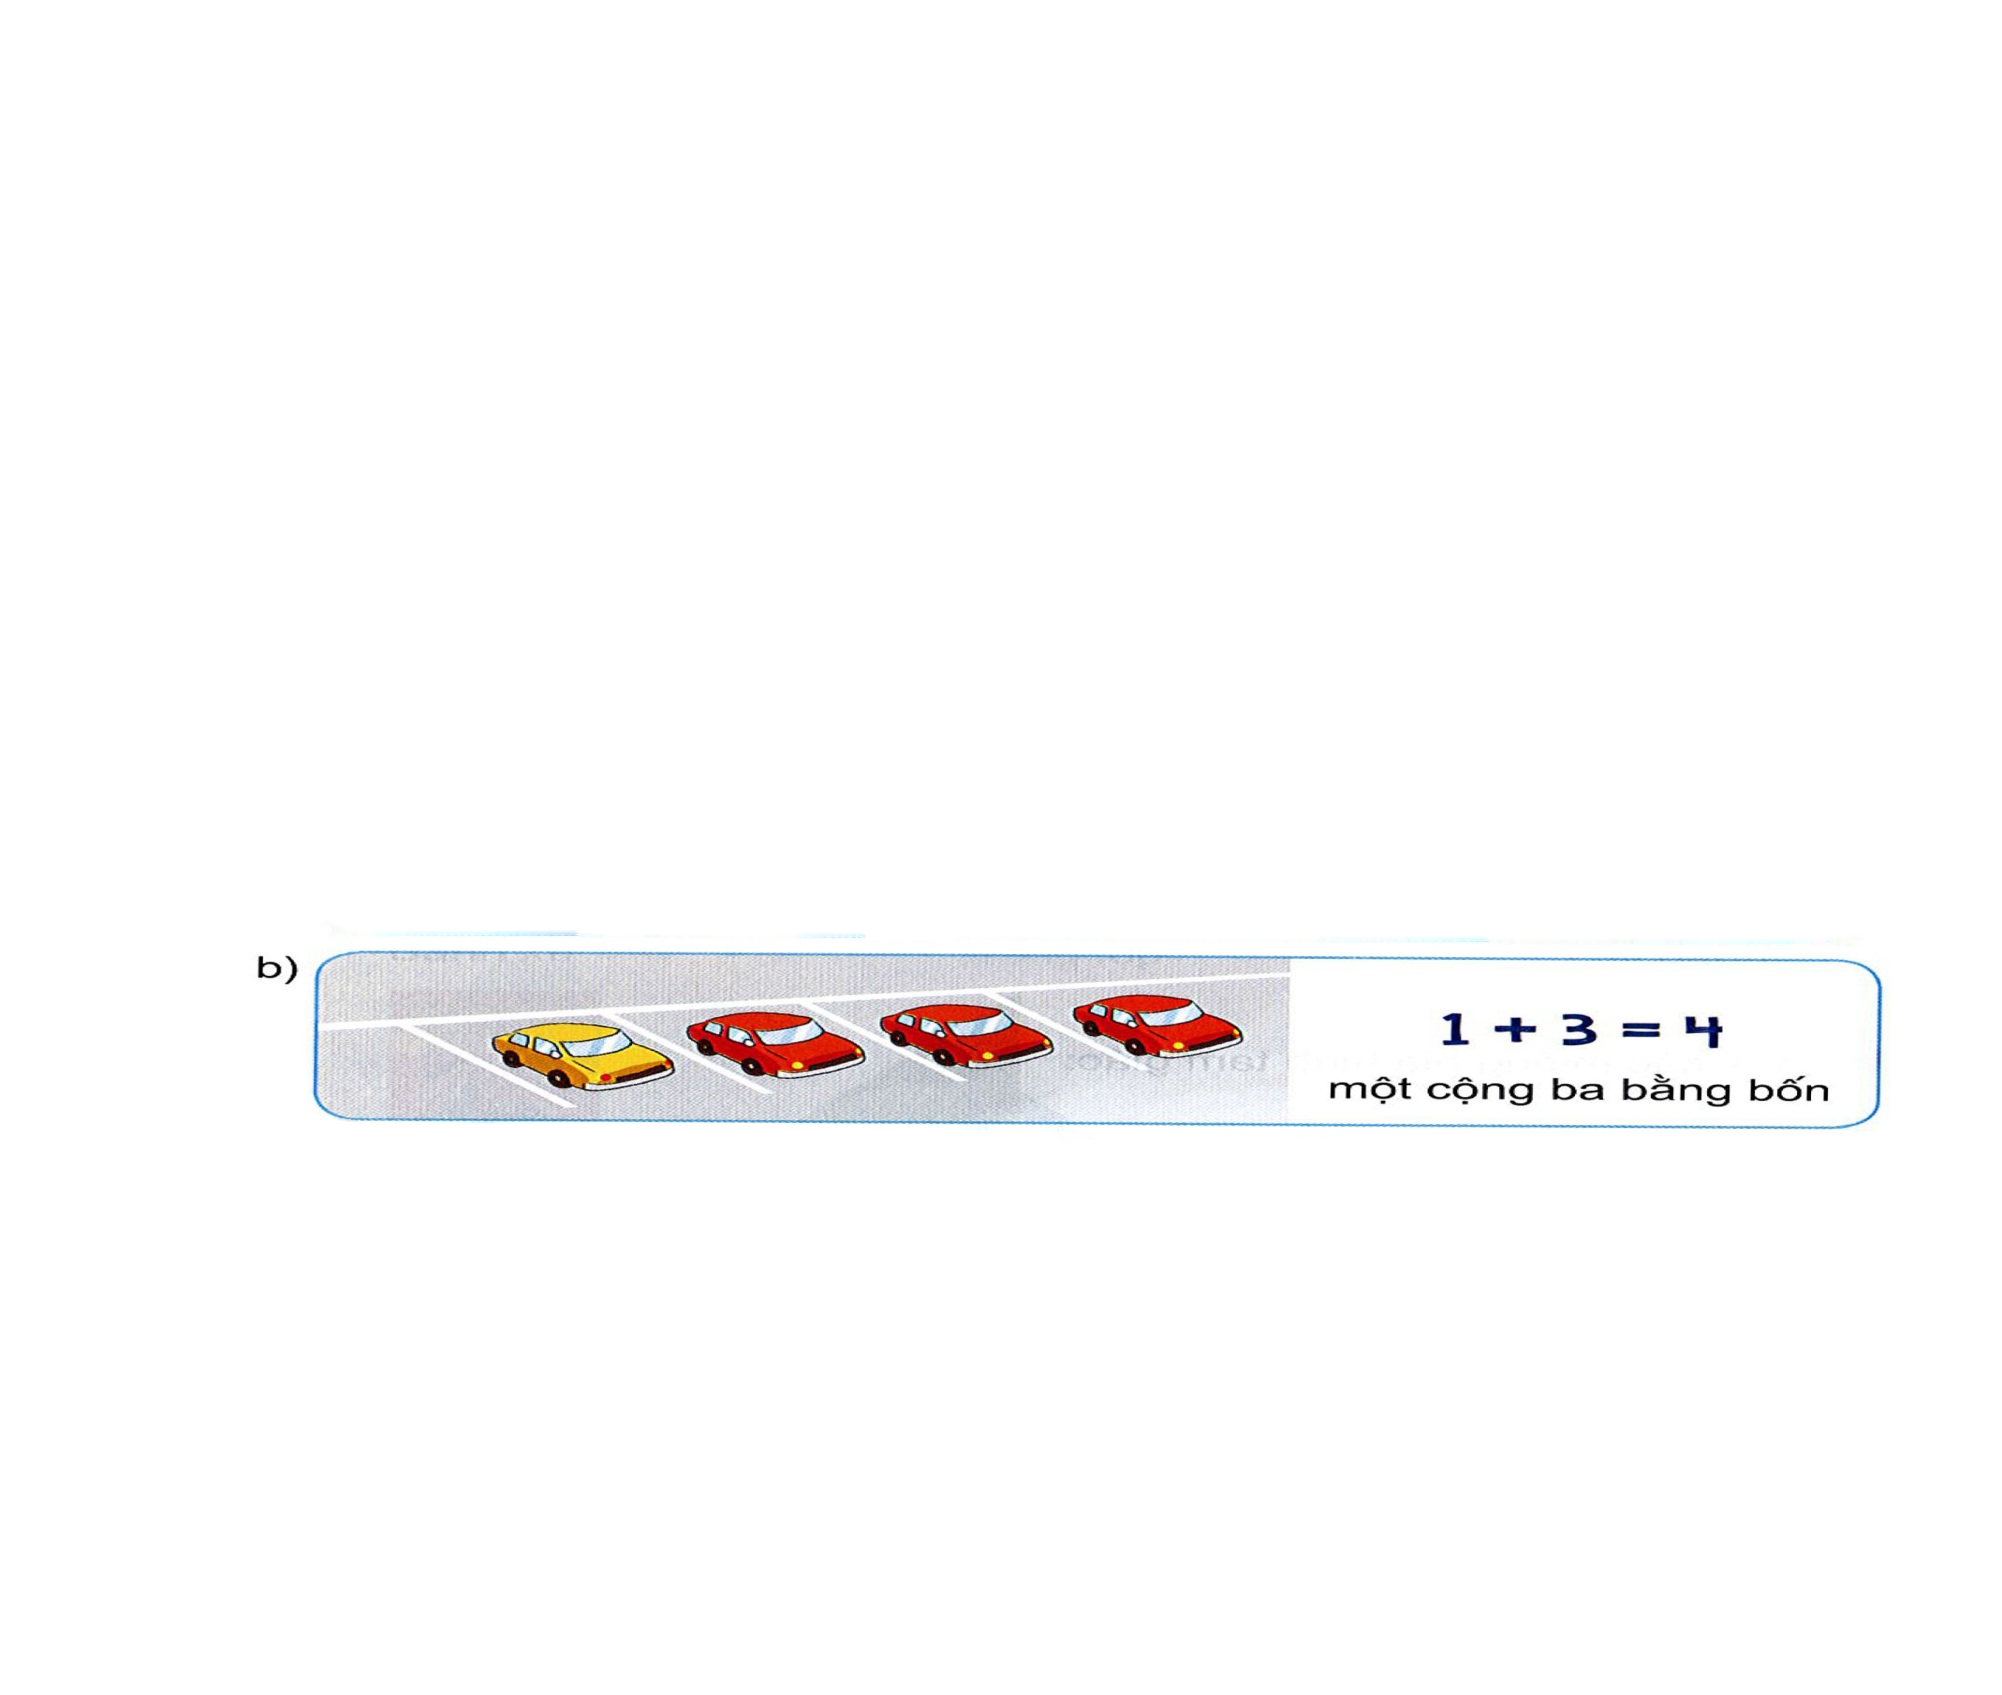 b)
1 + 3 = 4
một cộng ba bằng bốn